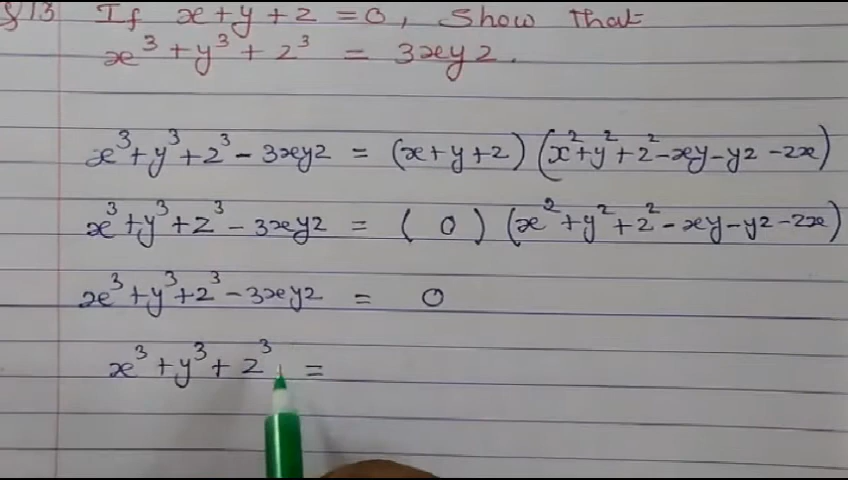 Q13 If x+y+z=0, Show that
x³+y³+z³ = 3xyz.
x³+y³+z³-3xyz = (x+y+z)(x²+y²+z²-xy-yz-zx)
x³+y³+z³-3xyz = ( 0 )(x²+y²+z²-xy-yz-zx)
x³+y³+z³-3xyz = 0
x³+y³+z³ =